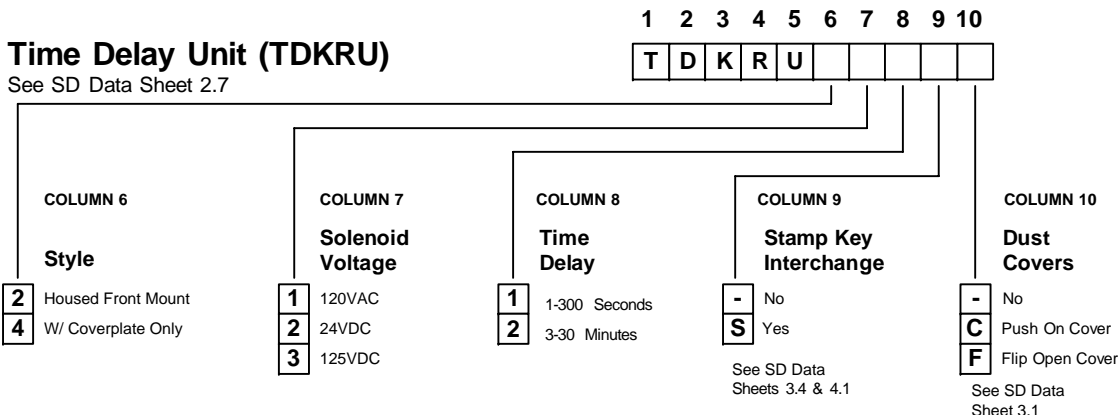 1 2 3 4 5 6 7 8 9 10
Time Delay Unit (TDKRU)
T D K R U
See SD Data Sheet 2.7
COLUMN 6
Style
2 Housed Front Mount
4 W/ Coverplate Only
COLUMN 7
Solenoid
Voltage
1 120VAC
2 24VDC
3 125VDC
COLUMN 8
Time
Delay
1 1-300 Seconds
2 3-30 Minutes
COLUMN 9
Stamp Key
Interchange
- No
S Yes
See SD Data
Sheets 3.4 & 4.1
COLUMN 10
Dust
Covers
- No
C Push On Cover
F Flip Open Cover
See SD Data
Sheet 3.1